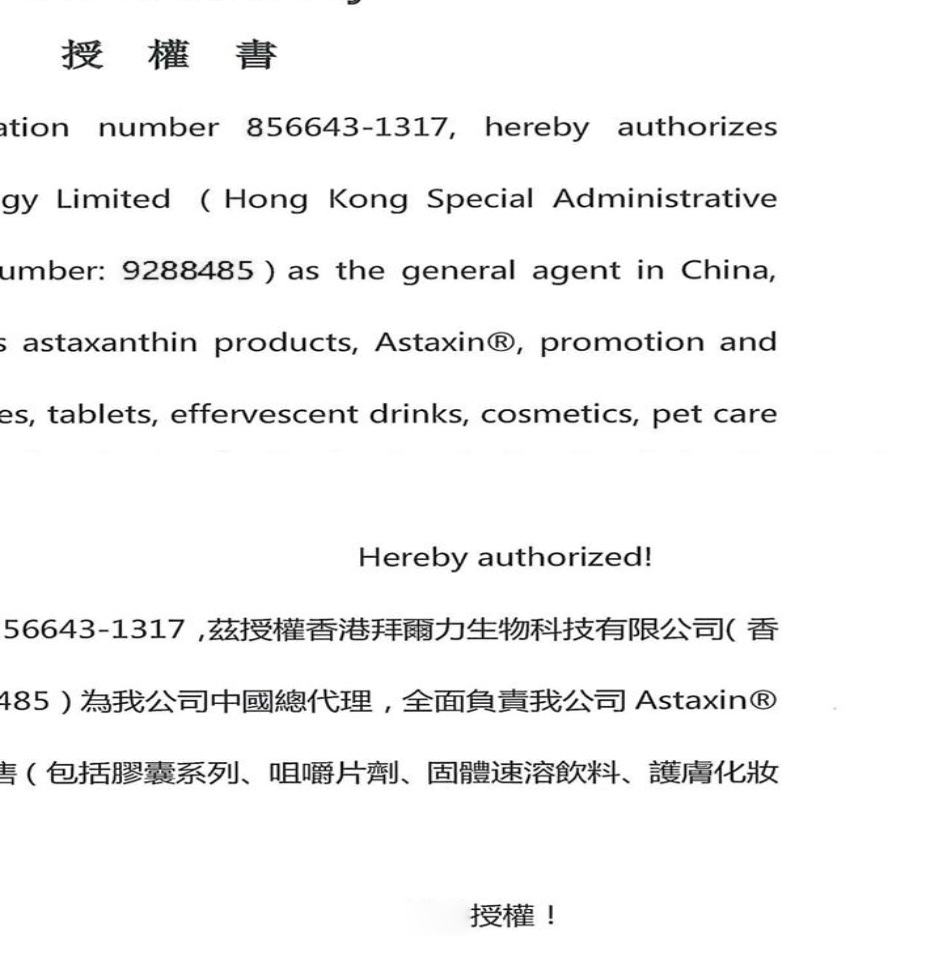 授 權 書
ation number 856643-1317, hereby authorizes
gy Limited ( Hong Kong Special Administrative
umber: 9288485 ) as the general agent in China,
s astaxanthin products, Astaxin®, promotion and
es, tablets, effervescent drinks, cosmetics, pet care
Hereby authorized!
56643-1317 ,茲授權香港拜爾力生物科技有限公司( 香
485 ) 為我公司中國總代理 , 全面負責我公司 Astaxin®
售 ( 包括膠囊系列、咀嚼片劑、固體速溶飲料、護膚化妝
授權！